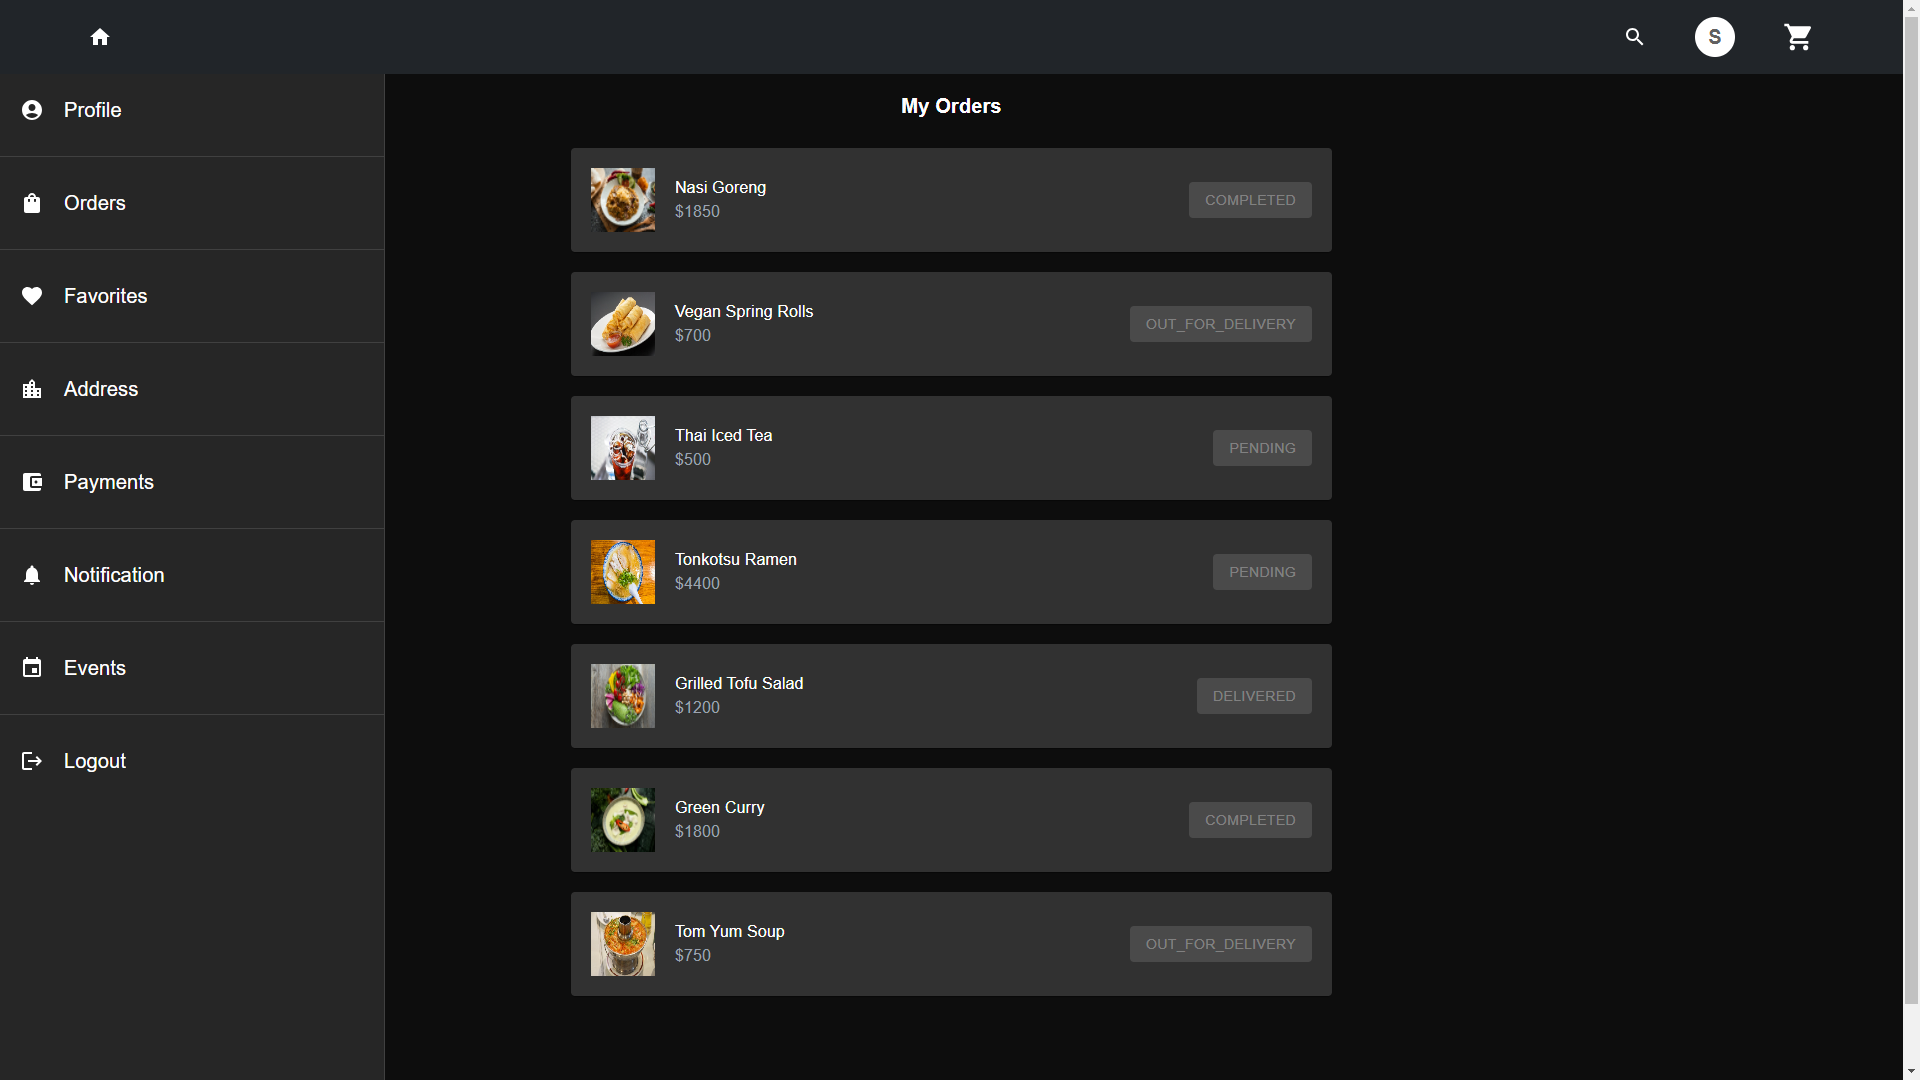 S
Profile
Orders
Favorites
Address
Payments
Notification
Events
Logout
My Orders
Nasi Goreng
$1850
COMPLETED
Vegan Spring Rolls
$700
OUT_FOR_DELIVERY
Thai Iced Tea
$500
PENDING
Tonkotsu Ramen
$4400
PENDING
Grilled Tofu Salad
$1200
DELIVERED
Green Curry
$1800
COMPLETED
Tom Yum Soup
$750
OUT_FOR_DELIVERY